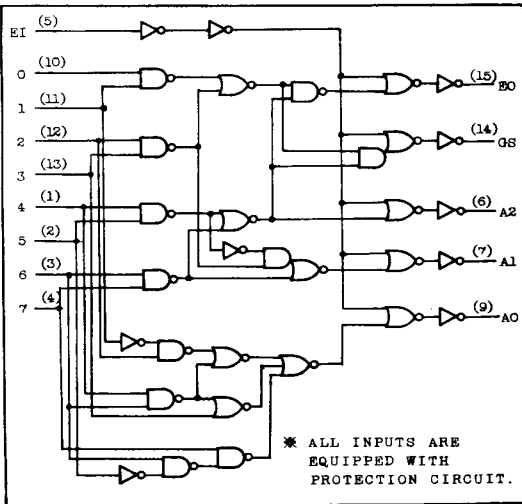 EI (5)
0 (10)
1 (11)
2 (12)
3 (13)
4 (1)
5 (2)
6 (3)
7 (4)
(15) EO
(14) GS
(6) A2
(7) A1
(9) A0
※ ALL INPUTS ARE
EQUIPPED WITH
PROTECTION CIRCUIT.